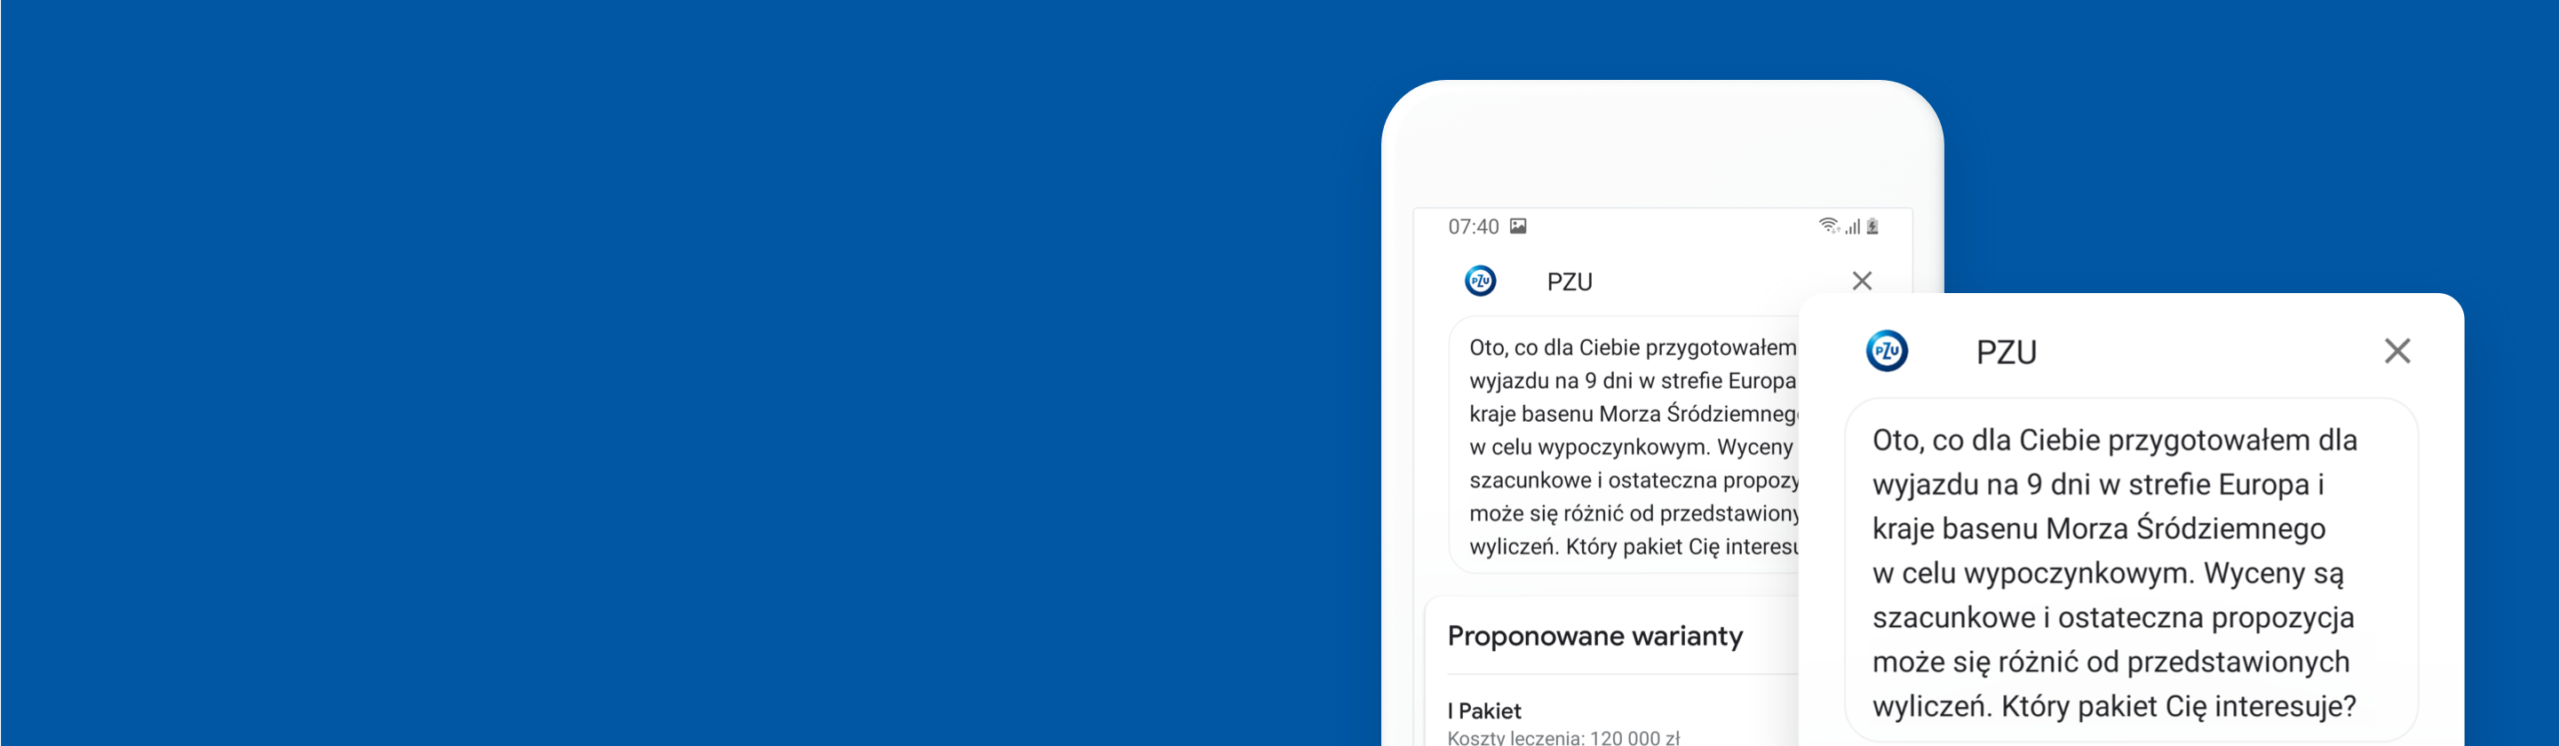 07:40
PZU
PZU
Oto, co dla Ciebie przygotowałem
wyjazdu na 9 dni w strefie Europa
kraje basenu Morza Śródziemneg
w celu wypoczynkowym. Wyceny
szacunkowe i ostateczna propozy
może się różnić od przedstawiony
wyliczeń. Który pakiet Cię interesu
Proponowane warianty
I Pakiet
Koszty leczenia: 120 000 zł
PZU
PZU
Oto, co dla Ciebie przygotowałem dla
wyjazdu na 9 dni w strefie Europa i
kraje basenu Morza Śródziemnego
w celu wypoczynkowym. Wyceny są
szacunkowe i ostateczna propozycja
może się różnić od przedstawionych
wyliczeń. Który pakiet Cię interesuje?